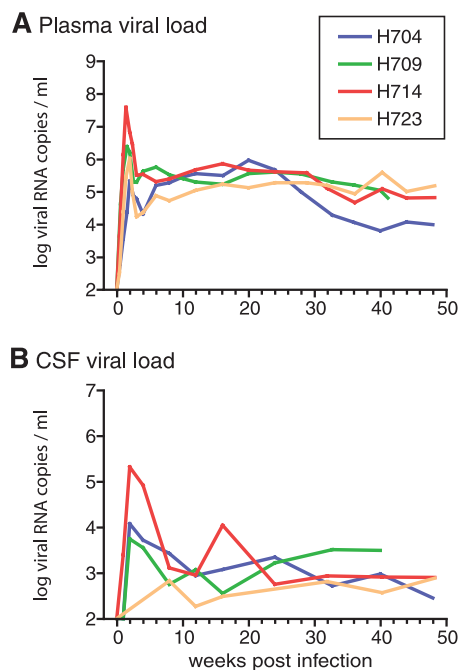 A Plasma viral load
H704
H709
H714
H723
log viral RNA copies / ml
9
8
7
6
5
4
3
2
0 10 20 30 40 50
B CSF viral load
log viral RNA copies / ml
7
6
5
4
3
2
0 10 20 30 40 50
weeks post infection